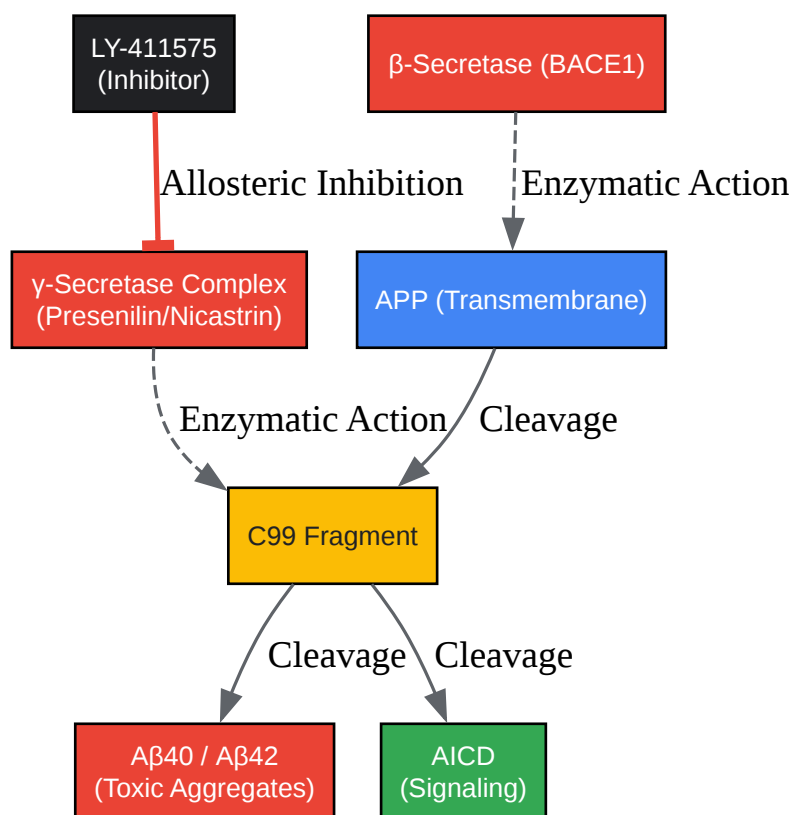 LY-411575
(Inhibitor)
β-Secretase (BACE1)
Allosteric Inhibition
Enzymatic Action
γ-Secretase Complex
(Presenilin/Nicastrin)
APP (Transmembrane)
Enzymatic Action
Cleavage
C99 Fragment
Cleavage
Cleavage
Aβ40 / Aβ42
(Toxic Aggregates)
AICD
(Signaling)